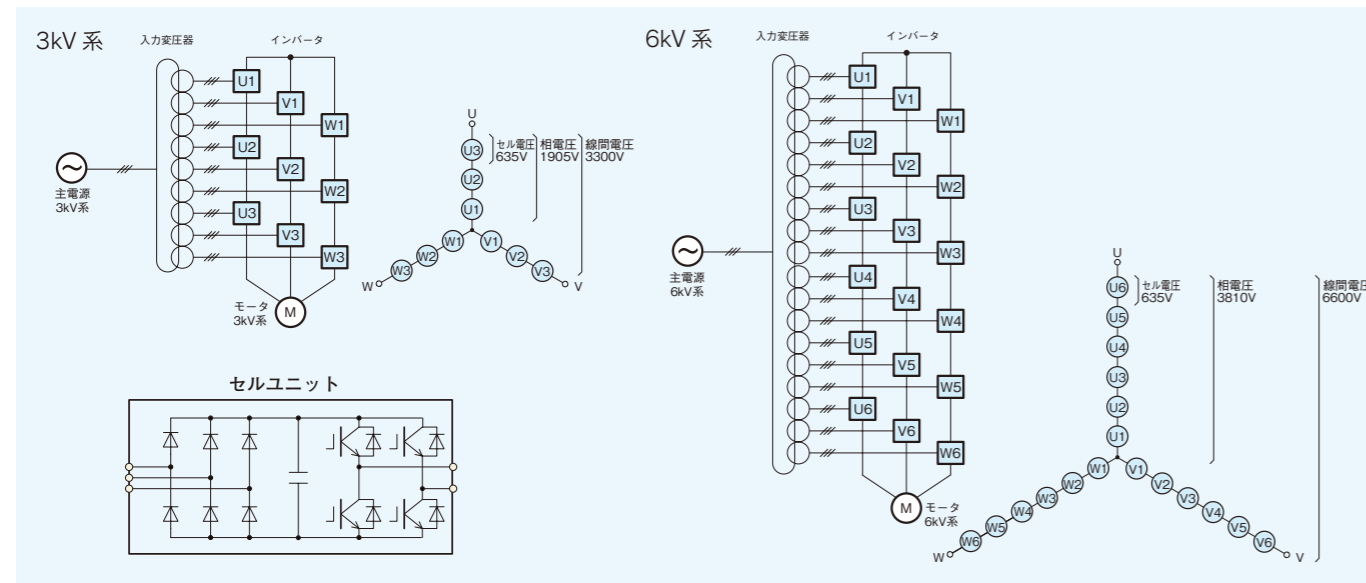 3kV 系
入力変圧器
インバータ
U1
V1
W1
U2
V2
W2
U3
V3
W3
主電源
3kV系
モータ
3kV系
M
U
U3
U2
U1
W1
W2
W3
W
V1
V2
V3
V
セル電圧
635V
相電圧
1905V
線間電圧
3300V
セルユニット
6kV 系
入力変圧器
インバータ
U1
V1
W1
U2
V2
W2
U3
V3
W3
U4
V4
W4
U5
V5
W5
U6
V6
W6
主電源
6kV系
M
モータ
6kV系
U
U6
U5
U4
U3
U2
U1
W1
W2
W3
W4
W5
W6
W
V1
V2
V3
V4
V5
V6
V
セル電圧
635V
相電圧
3810V
線間電圧
6600V